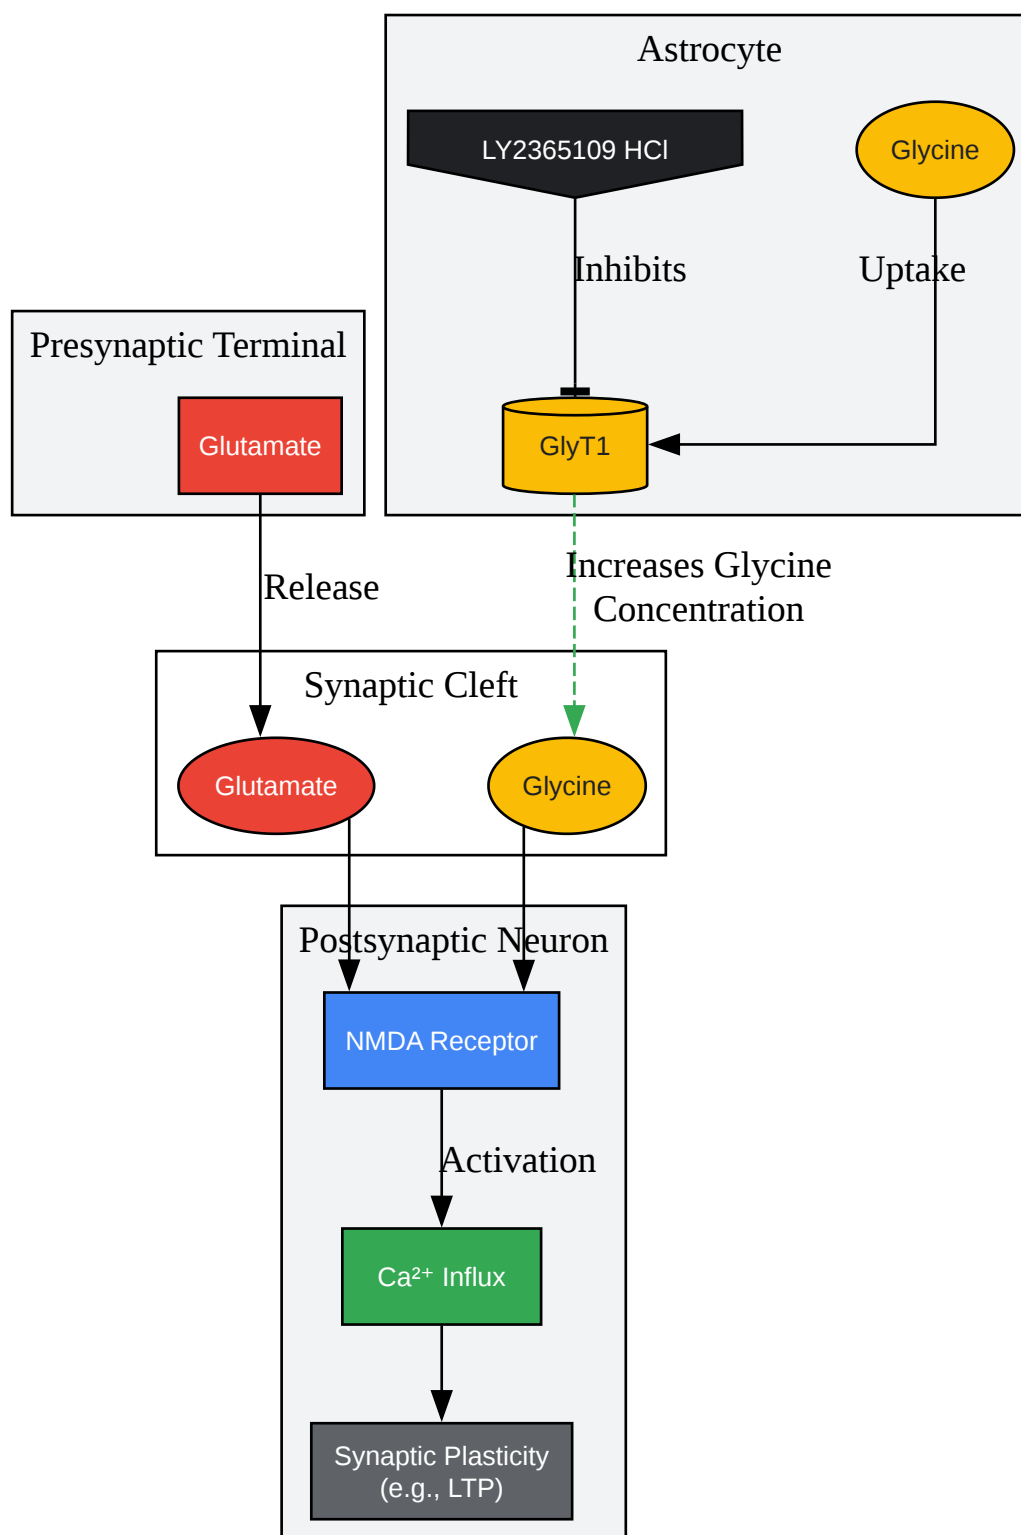 Astrocyte
LY2365109 HCl
Glycine
Inhibits
Uptake
Presynaptic Terminal
Glutamate
GlyT1
Release
Increases Glycine
Concentration
Synaptic Cleft
Glutamate
Glycine
Postsynaptic Neuron
NMDA Receptor
Activation
Ca²⁺ Influx
Synaptic Plasticity
(e.g., LTP)